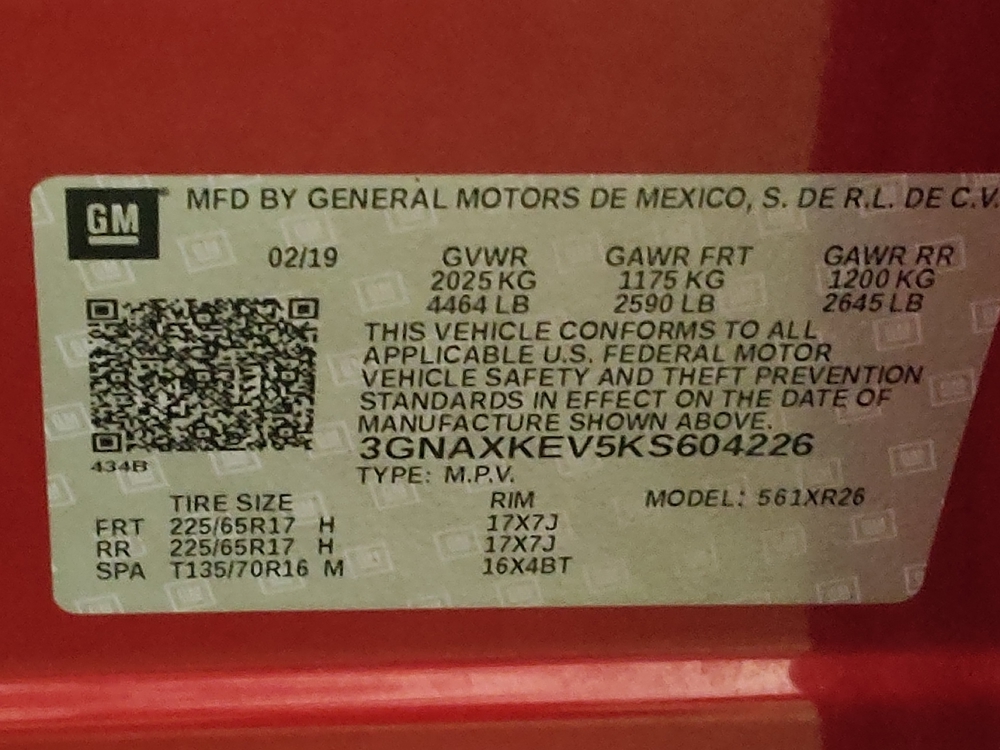 GM MFD BY GENERAL MOTORS DE MEXICO, S. DE R.L. DE C.V.
02/19 GVWR GAWR FRT GAWR RR
2025 KG 1175 KG 1200 KG
4464 LB 2590 LB 2645 LB
THIS VEHICLE CONFORMS TO ALL
APPLICABLE U.S. FEDERAL MOTOR
VEHICLE SAFETY AND THEFT PREVENTION
STANDARDS IN EFFECT ON THE DATE OF
MANUFACTURE SHOWN ABOVE.
3GNAXKEV5KS604226
434B
TYPE: M.P.V.
TIRE SIZE RIM MODEL: 561XR26
FRT 225/65R17 H 17X7J
RR 225/65R17 H 17X7J
SPA T135/70R16 M 16X4BT